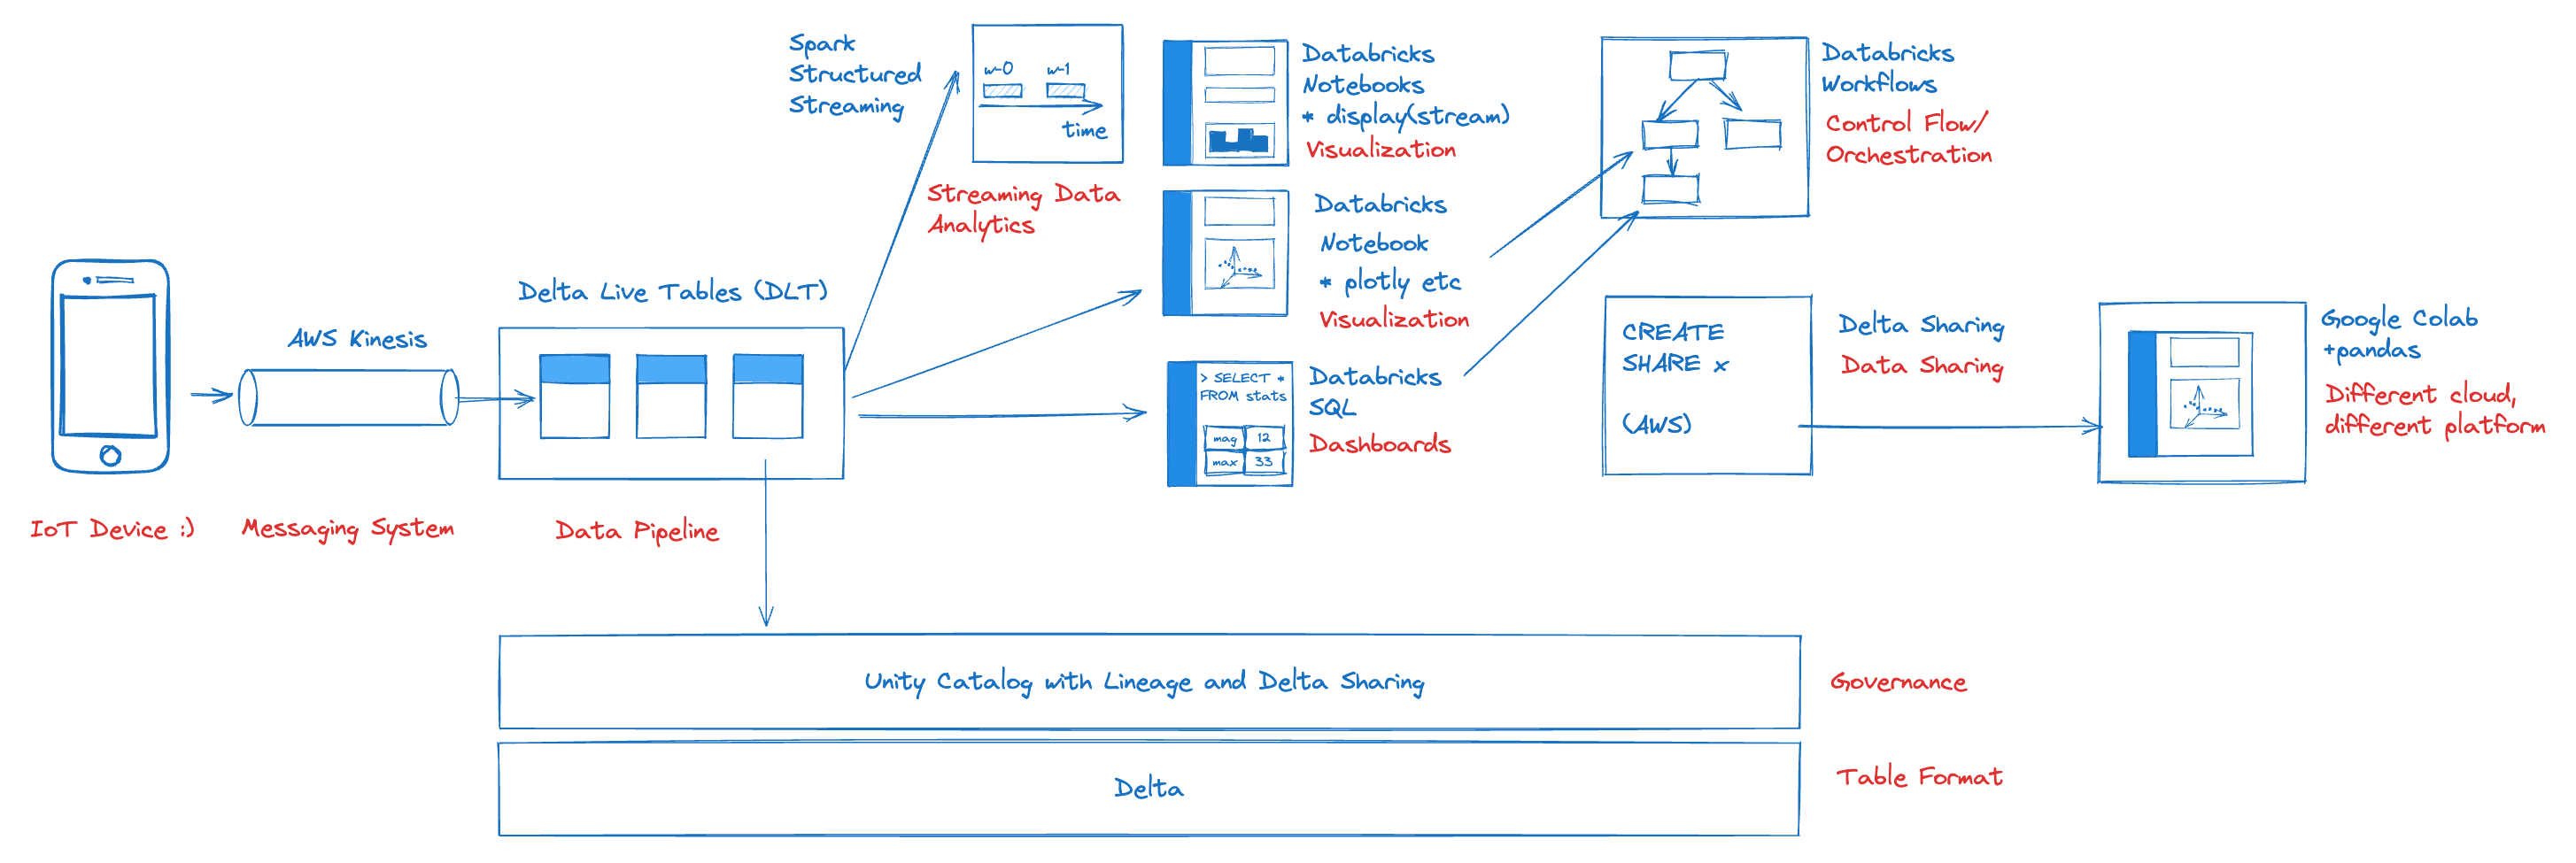 Spark
Structured
Streaming
w-0 w-1
time
Streaming Data
Analytics
Databricks
Notebooks
* display(stream)
Visualization
Databricks
Notebook
* plotly etc
Visualization
> SELECT *
FROM stats
mag 12
max 33
Databricks
SQL
Dashboards
Databricks
Workflows
Control Flow/
Orchestration
CREATE
SHARE x
(AWS)
Delta Sharing
Data Sharing
Google Colab
+pandas
Different cloud,
different platform
Delta Live Tables (DLT)
AWS Kinesis
IoT Device :)
Messaging System
Data Pipeline
Unity Catalog with Lineage and Delta Sharing
Governance
Delta
Table Format